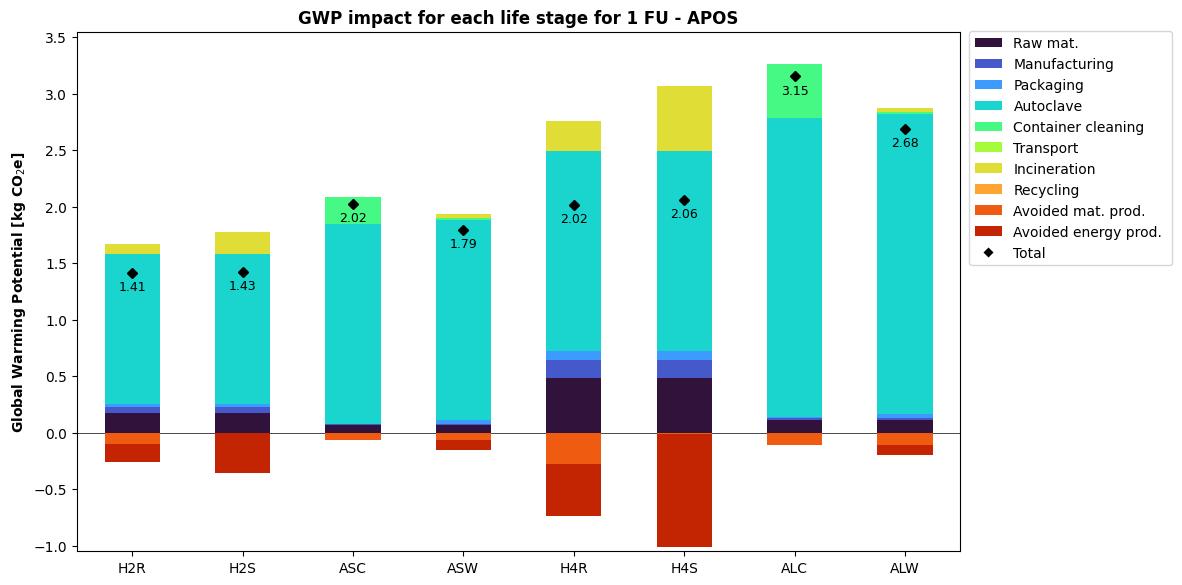 GWP impact for each life stage for 1 FU - APOS
Global Warming Potential [kg CO₂e]
3.5
3.0
2.5
2.0
1.5
1.0
0.5
0.0
−0.5
−1.0
1.41
1.43
2.02
1.79
2.02
2.06
3.15
2.68
H2R
H2S
ASC
ASW
H4R
H4S
ALC
ALW
Raw mat.
Manufacturing
Packaging
Autoclave
Container cleaning
Transport
Incineration
Recycling
Avoided mat. prod.
Avoided energy prod.
Total